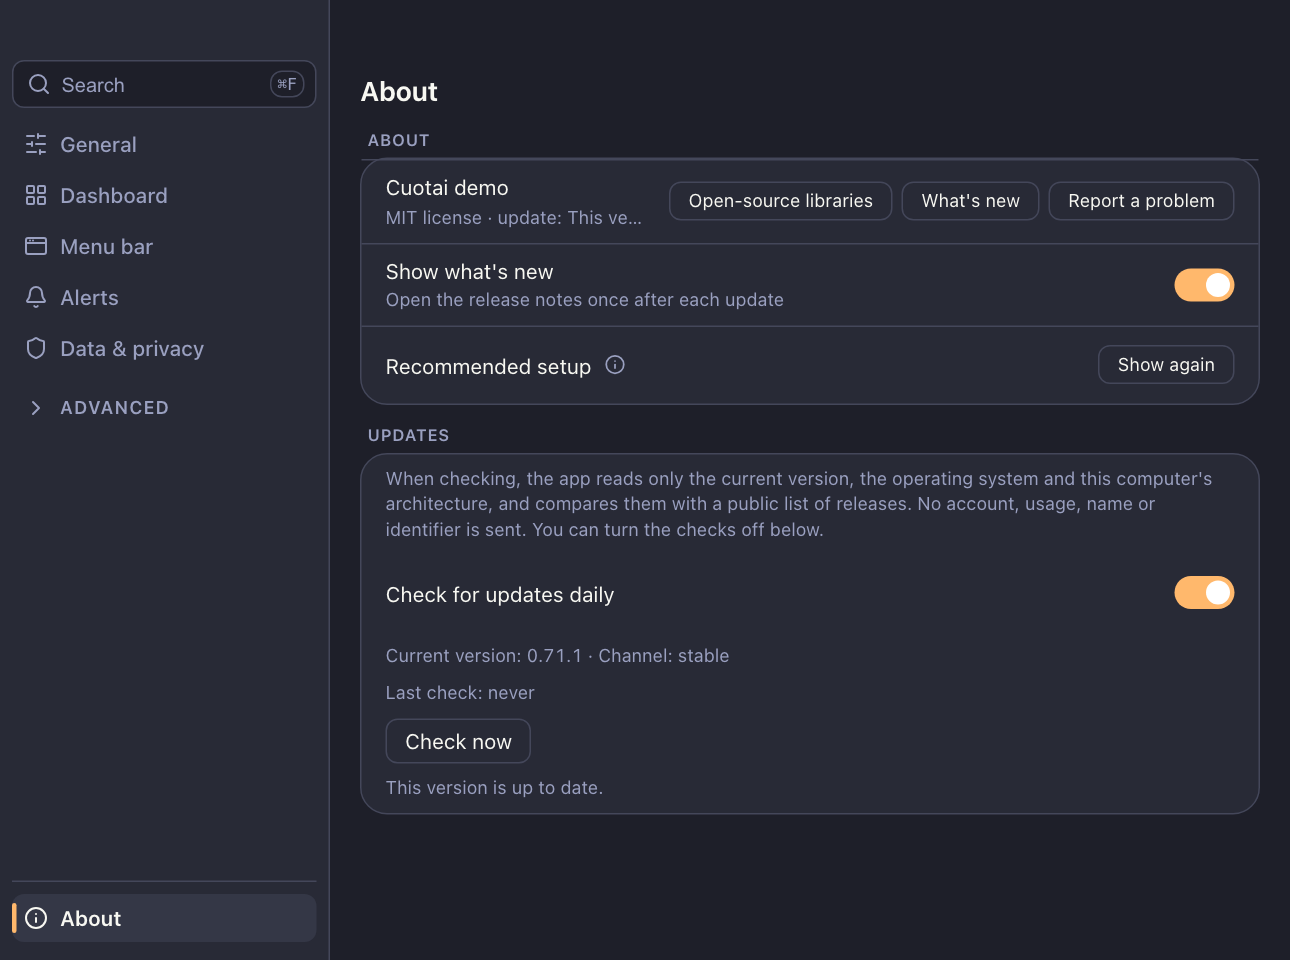 Search ⌘F
General
Dashboard
Menu bar
Alerts
Data & privacy
ADVANCED
About
About
ABOUT
Cuotai demo
MIT license · update: This ve...
Open-source libraries
What's new
Report a problem
Show what's new
Open the release notes once after each update
Recommended setup
Show again
UPDATES
When checking, the app reads only the current version, the operating system and this computer's
architecture, and compares them with a public list of releases. No account, usage, name or
identifier is sent. You can turn the checks off below.
Check for updates daily
Current version: 0.71.1 · Channel: stable
Last check: never
Check now
This version is up to date.